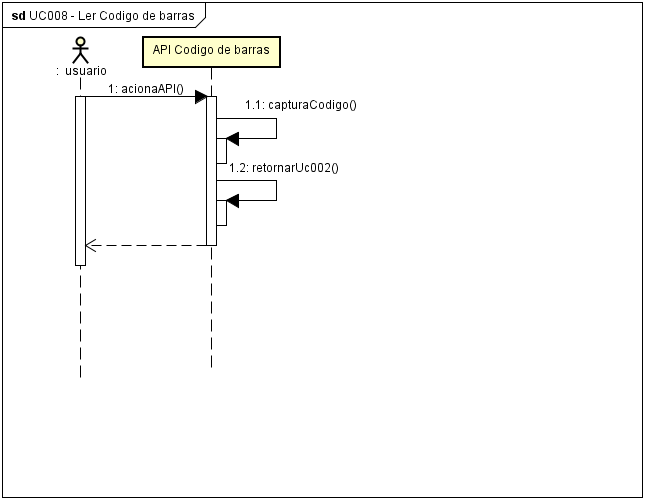 sd UC008 - Ler Codigo de barras
: usuario
API Codigo de barras
1: acionaAPI()
1.1: capturaCodigo()
1.2: retornarUc002()